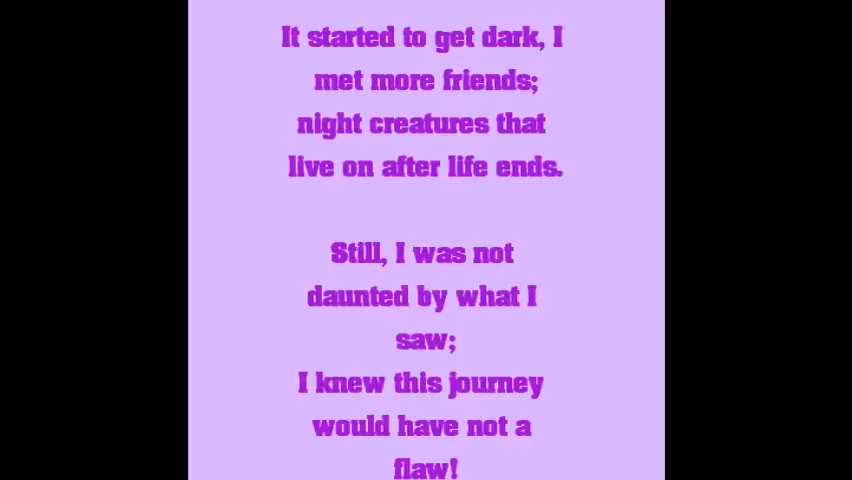 It started to get dark, I
met more friends;
night creatures that
live on after life ends.
Still, I was not
daunted by what I
saw;
I knew this journey
would have not a
flaw!